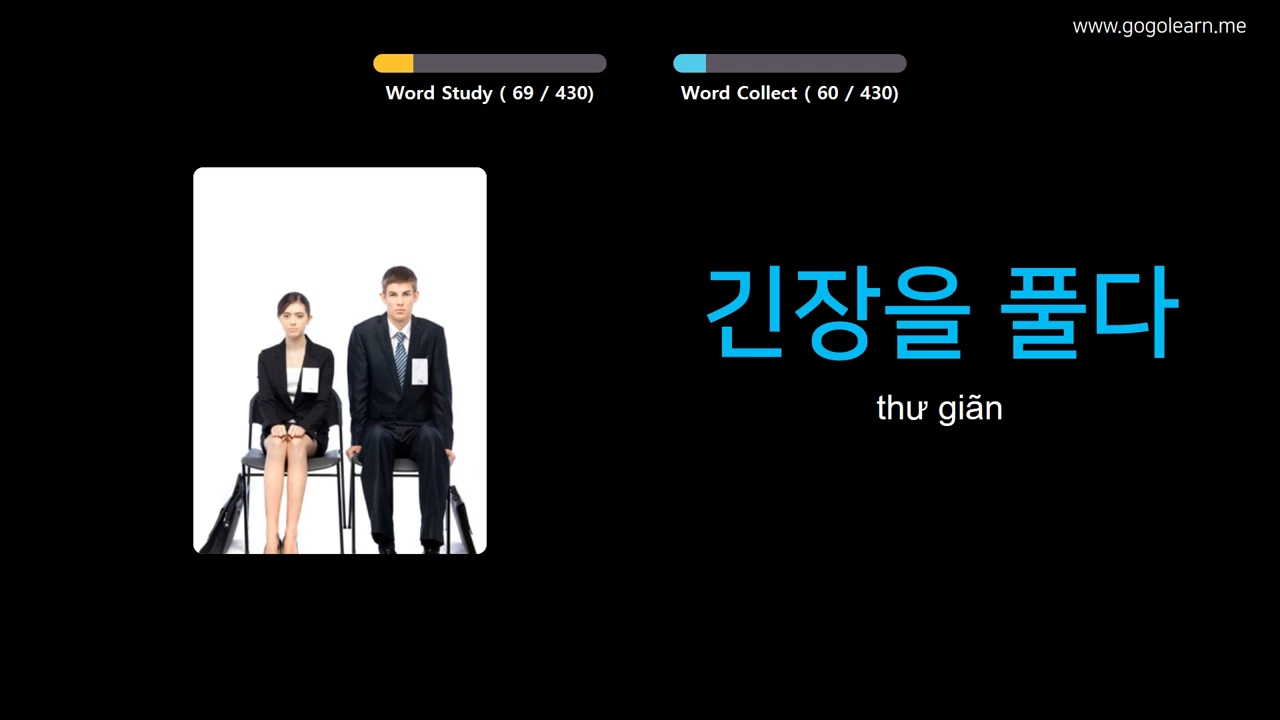 www.gogolearn.me
Word Study ( 69 / 430)
Word Collect ( 60 / 430)
긴장을 풀다
thư giãn